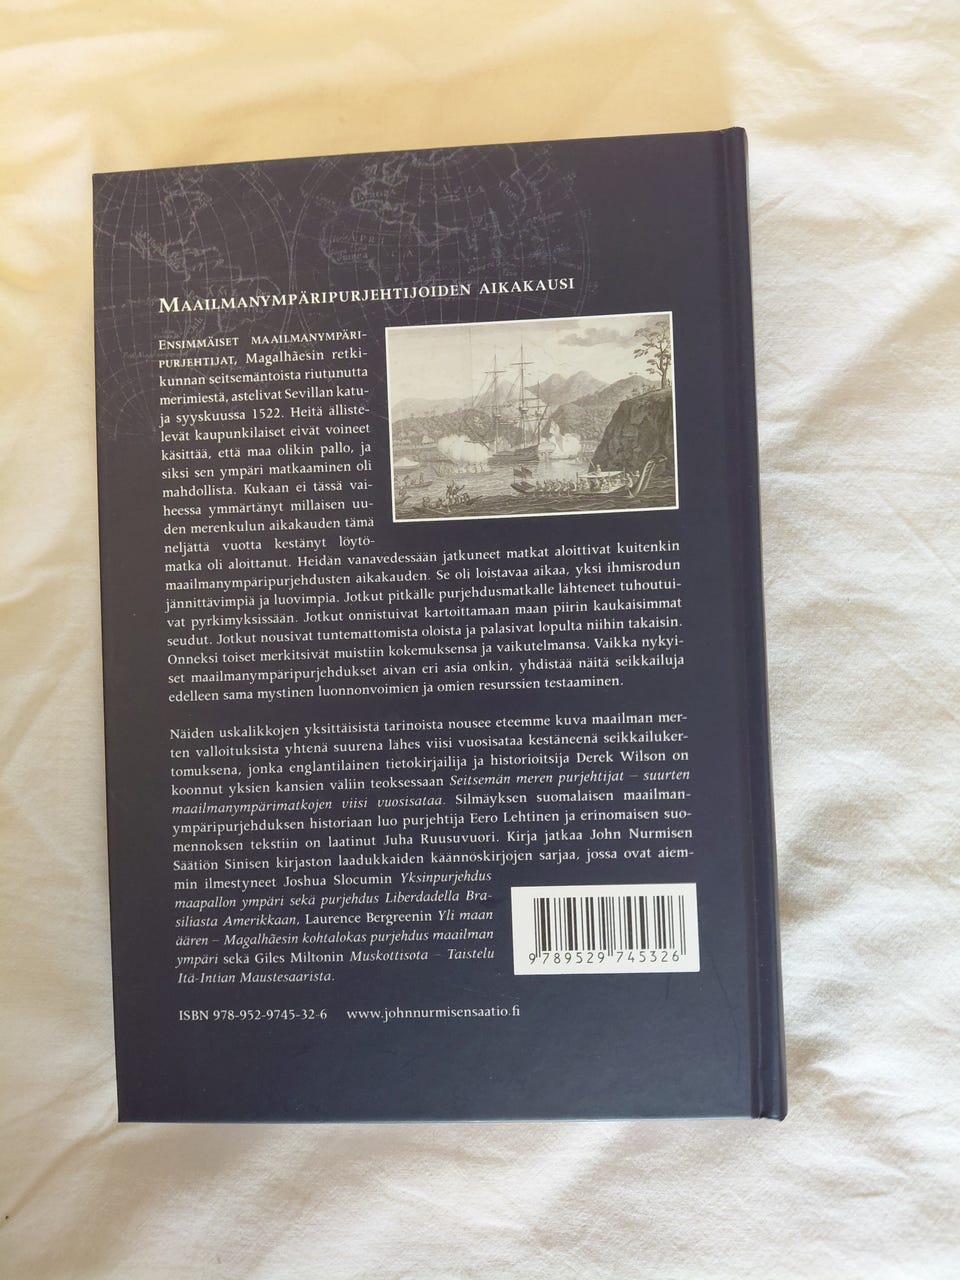 MAAILMANYMPÄRIPURJEHTIJOIDEN AIKAKAUSI
ENSIMMÄISET MAAILMANYMPÄRI-
PURJEHTIJAT, Magalhãesin retki-
kunnan seitsemäntoista riutunutta
merimiestä, astelivat Sevillan katu-
ja syyskuussa 1522. Heitä älliste-
levät kaupunkilaiset eivät voineet
käsittää, että maa olikin pallo, ja
siksi sen ympäri matkaaminen oli
mahdollista. Kukaan ei tässä vai-
heessa ymmärtänyt millaisen uu-
den merenkulun aikakauden tämä
neljättä vuotta kestänyt löytö-
matka oli aloittanut. Heidän vanavedessään jatkuneet matkat aloittivat kuitenkin
maailmanympäripurjehdusten aikakauden. Se oli loistavaa aikaa, yksi ihmisrodun
jännittävimpiä ja luovimpia. Jotkut pitkälle purjehdusmatkalle lähteneet tuhoutui-
vat pyrkimyksissään. Jotkut onnistuivat kartoittamaan maan piirin kaukaisimmat
seudut. Jotkut nousivat tuntemattomista oloista ja palasivat lopulta niihin takaisin.
Onneksi toiset merkitsivät muistiin kokemuksensa ja vaikutelmansa. Vaikka nykyi-
set maailmanympäripurjehdukset aivan eri asia onkin, yhdistää näitä seikkailuja
edelleen sama mystinen luonnonvoimien ja omien resurssien testaaminen.
Näiden uskalikkojen yksittäisistä tarinoista nousee eteemme kuva maailman mer-
ten valloituksista yhtenä suurena lähes viisi vuosisataa kestäneenä seikkailuker-
tomuksena, jonka englantilainen tietokirjailija ja historioitsija Derek Wilson on
koonnut yksien kansien väliin teoksessaan Seitsemän meren purjehtijat – suurten
maailmanympärimatkojen viisi vuosisataa. Silmäyksen suomalaisen maailman-
ympäripurjehduksen historiaan luo purjehtija Eero Lehtinen ja erinomaisen suo-
mennoksen tekstiin on laatinut Juha Ruusuvuori. Kirja jatkaa John Nurmisen
Säätiön Sinisen kirjaston laadukkaiden käännöskirjojen sarjaa, jossa ovat aiem-
min ilmestyneet Joshua Slocumin Yksinpurjehdus
maapallon ympäri sekä purjehdus Liberdadella Bra-
siliasta Amerikkaan, Laurence Bergreenin Yli maan
äären – Magalhãesin kohtalokas purjehdus maailman
ympäri sekä Giles Miltonin Muskottisota – Taistelu
Itä-Intian Maustesaarista.
9 789529 745326
ISBN 978-952-9745-32-6 www.johnnurmisensaatio.fi